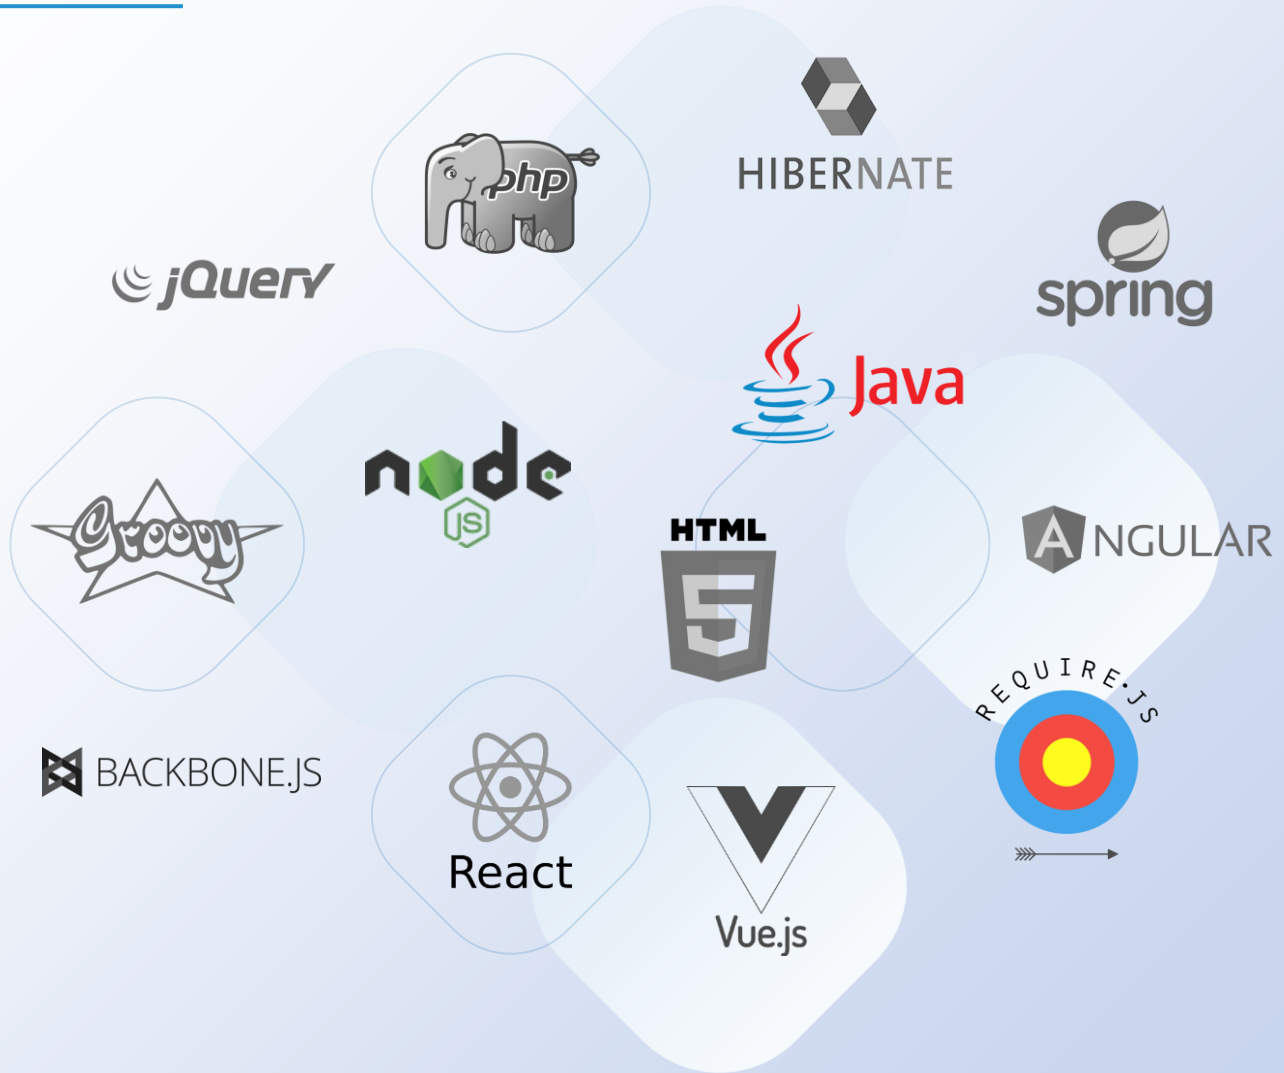 php
HIBERNATE
jQuery
spring
Java
Groovy
node
JS
HTML
5
ANGULAR
REQUIRE·JS
BACKBONE.JS
React
Vue.js